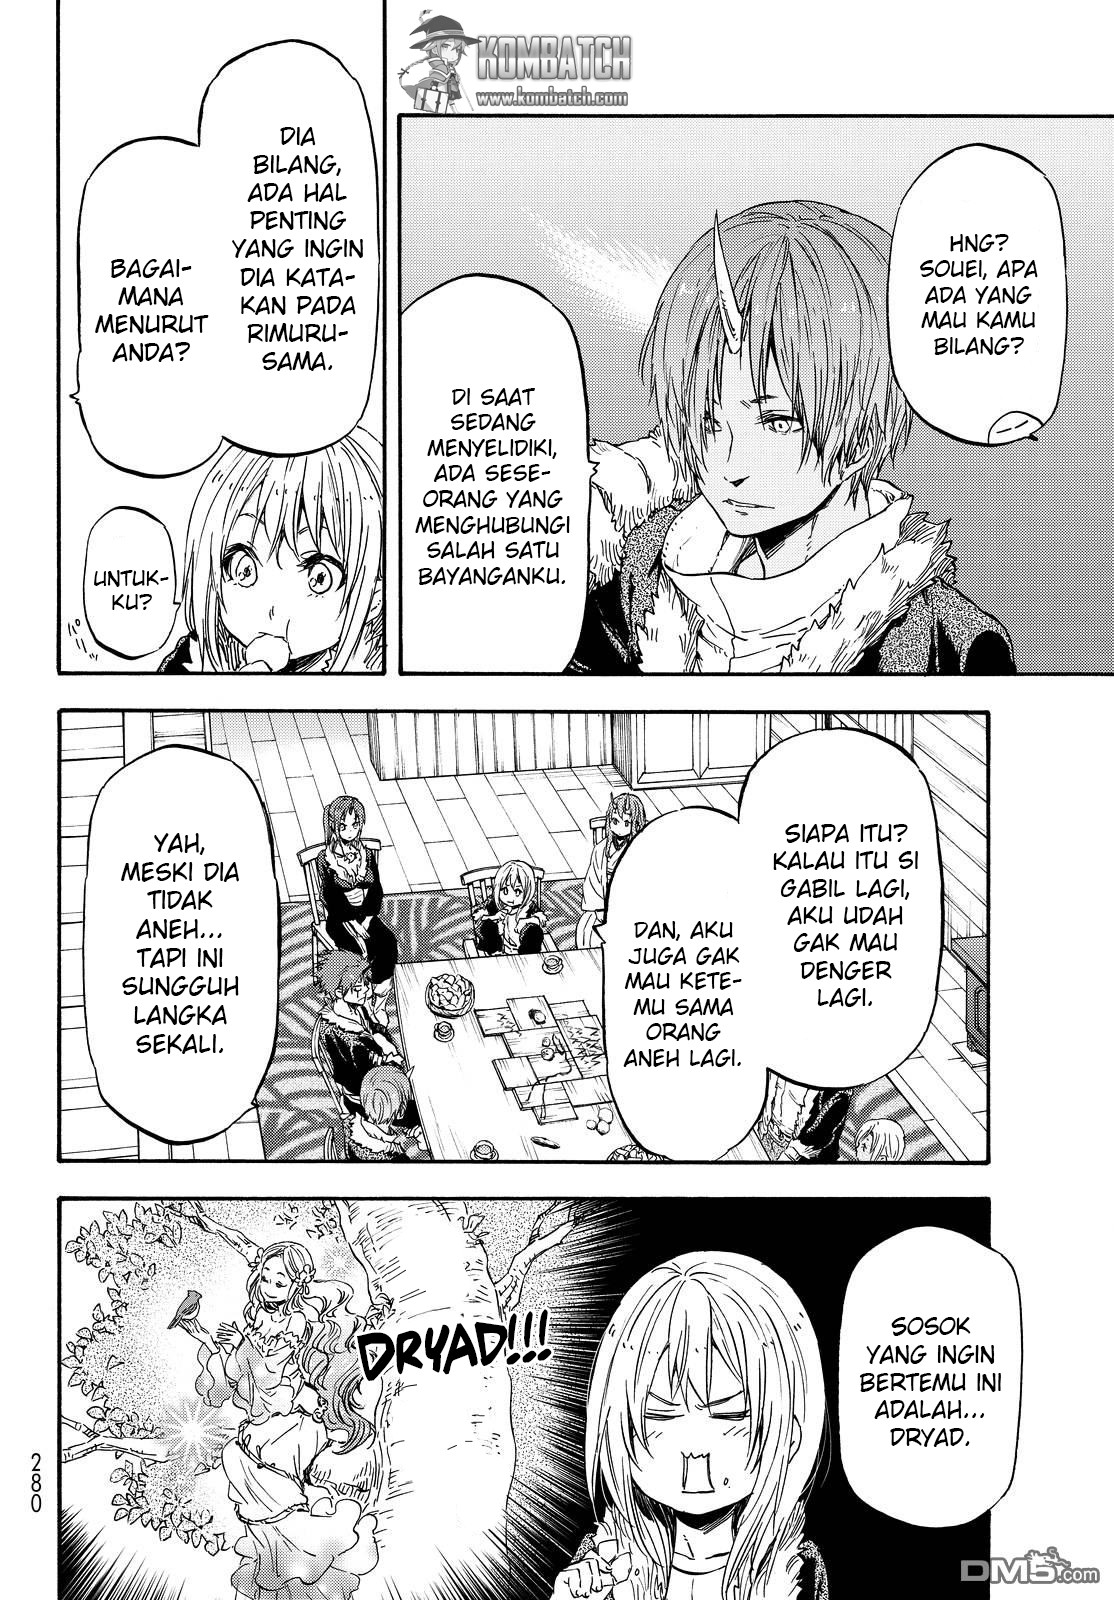 KOMBATCH
www.kombatch.com
HNG?
SOUEI, APA
ADA YANG
MAU KAMU
BILANG?
DI SAAT
SEDANG
MENYELIDIKI,
ADA SESE-
ORANG YANG
MENGHUBUNGI
SALAH SATU
BAYANGANKU.
DIA
BILANG,
ADA HAL
PENTING
YANG INGIN
DIA KATA-
KAN PADA
RIMURU-
SAMA.
BAGAI-
MANA
MENURUT
ANDA?
UNTUK-
KU?
SIAPA ITU?
KALAU ITU SI
GABIL LAGI,
AKU UDAH
GAK MAU
DENGER
LAGI.
DAN, AKU
JUGA GAK
MAU KETE-
MU SAMA
ORANG
ANEH LAGI.
YAH,
MESKI DIA
TIDAK
ANEH...
TAPI INI
SUNGGUH
LANGKA
SEKALI.
SOSOK
YANG INGIN
BERTEMU INI
ADALAH...
DRYAD.
DRYAD!!!
280
DM5.com